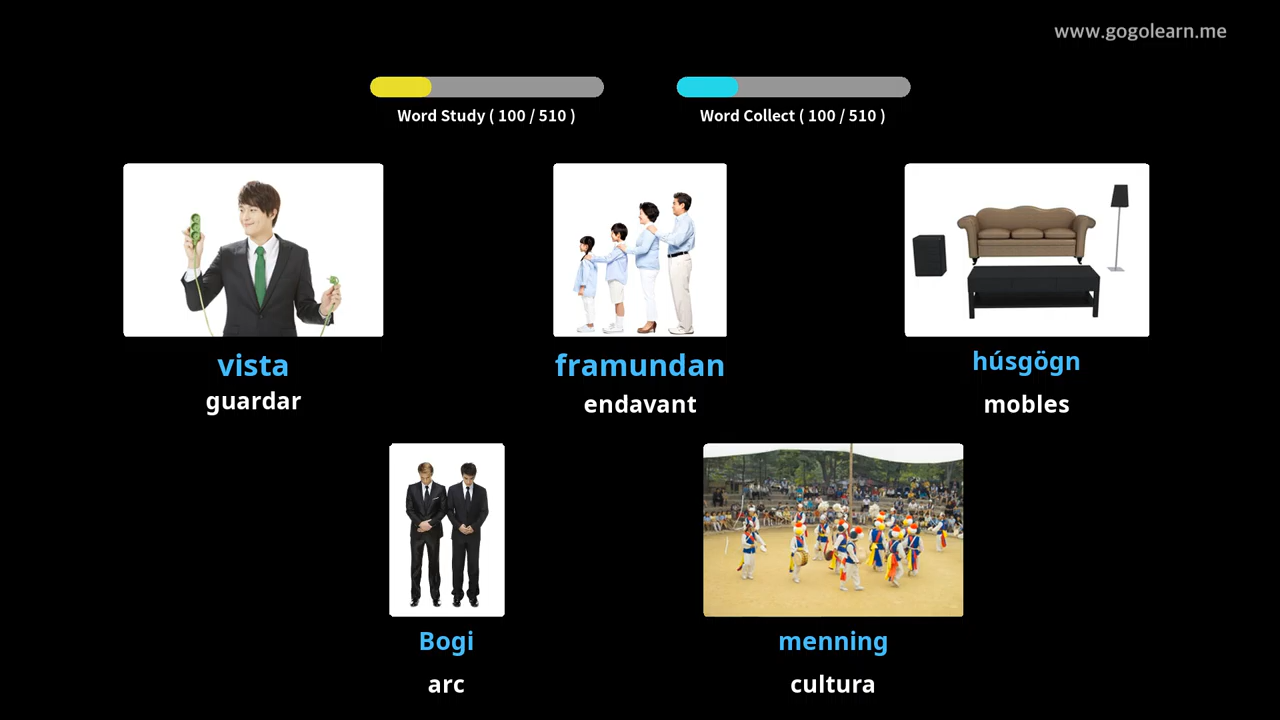 www.gogolearn.me
Word Study ( 100 / 510 )
Word Collect ( 100 / 510 )
vista
guardar
framundan
endavant
húsgögn
mobles
Bogi
arc
menning
cultura